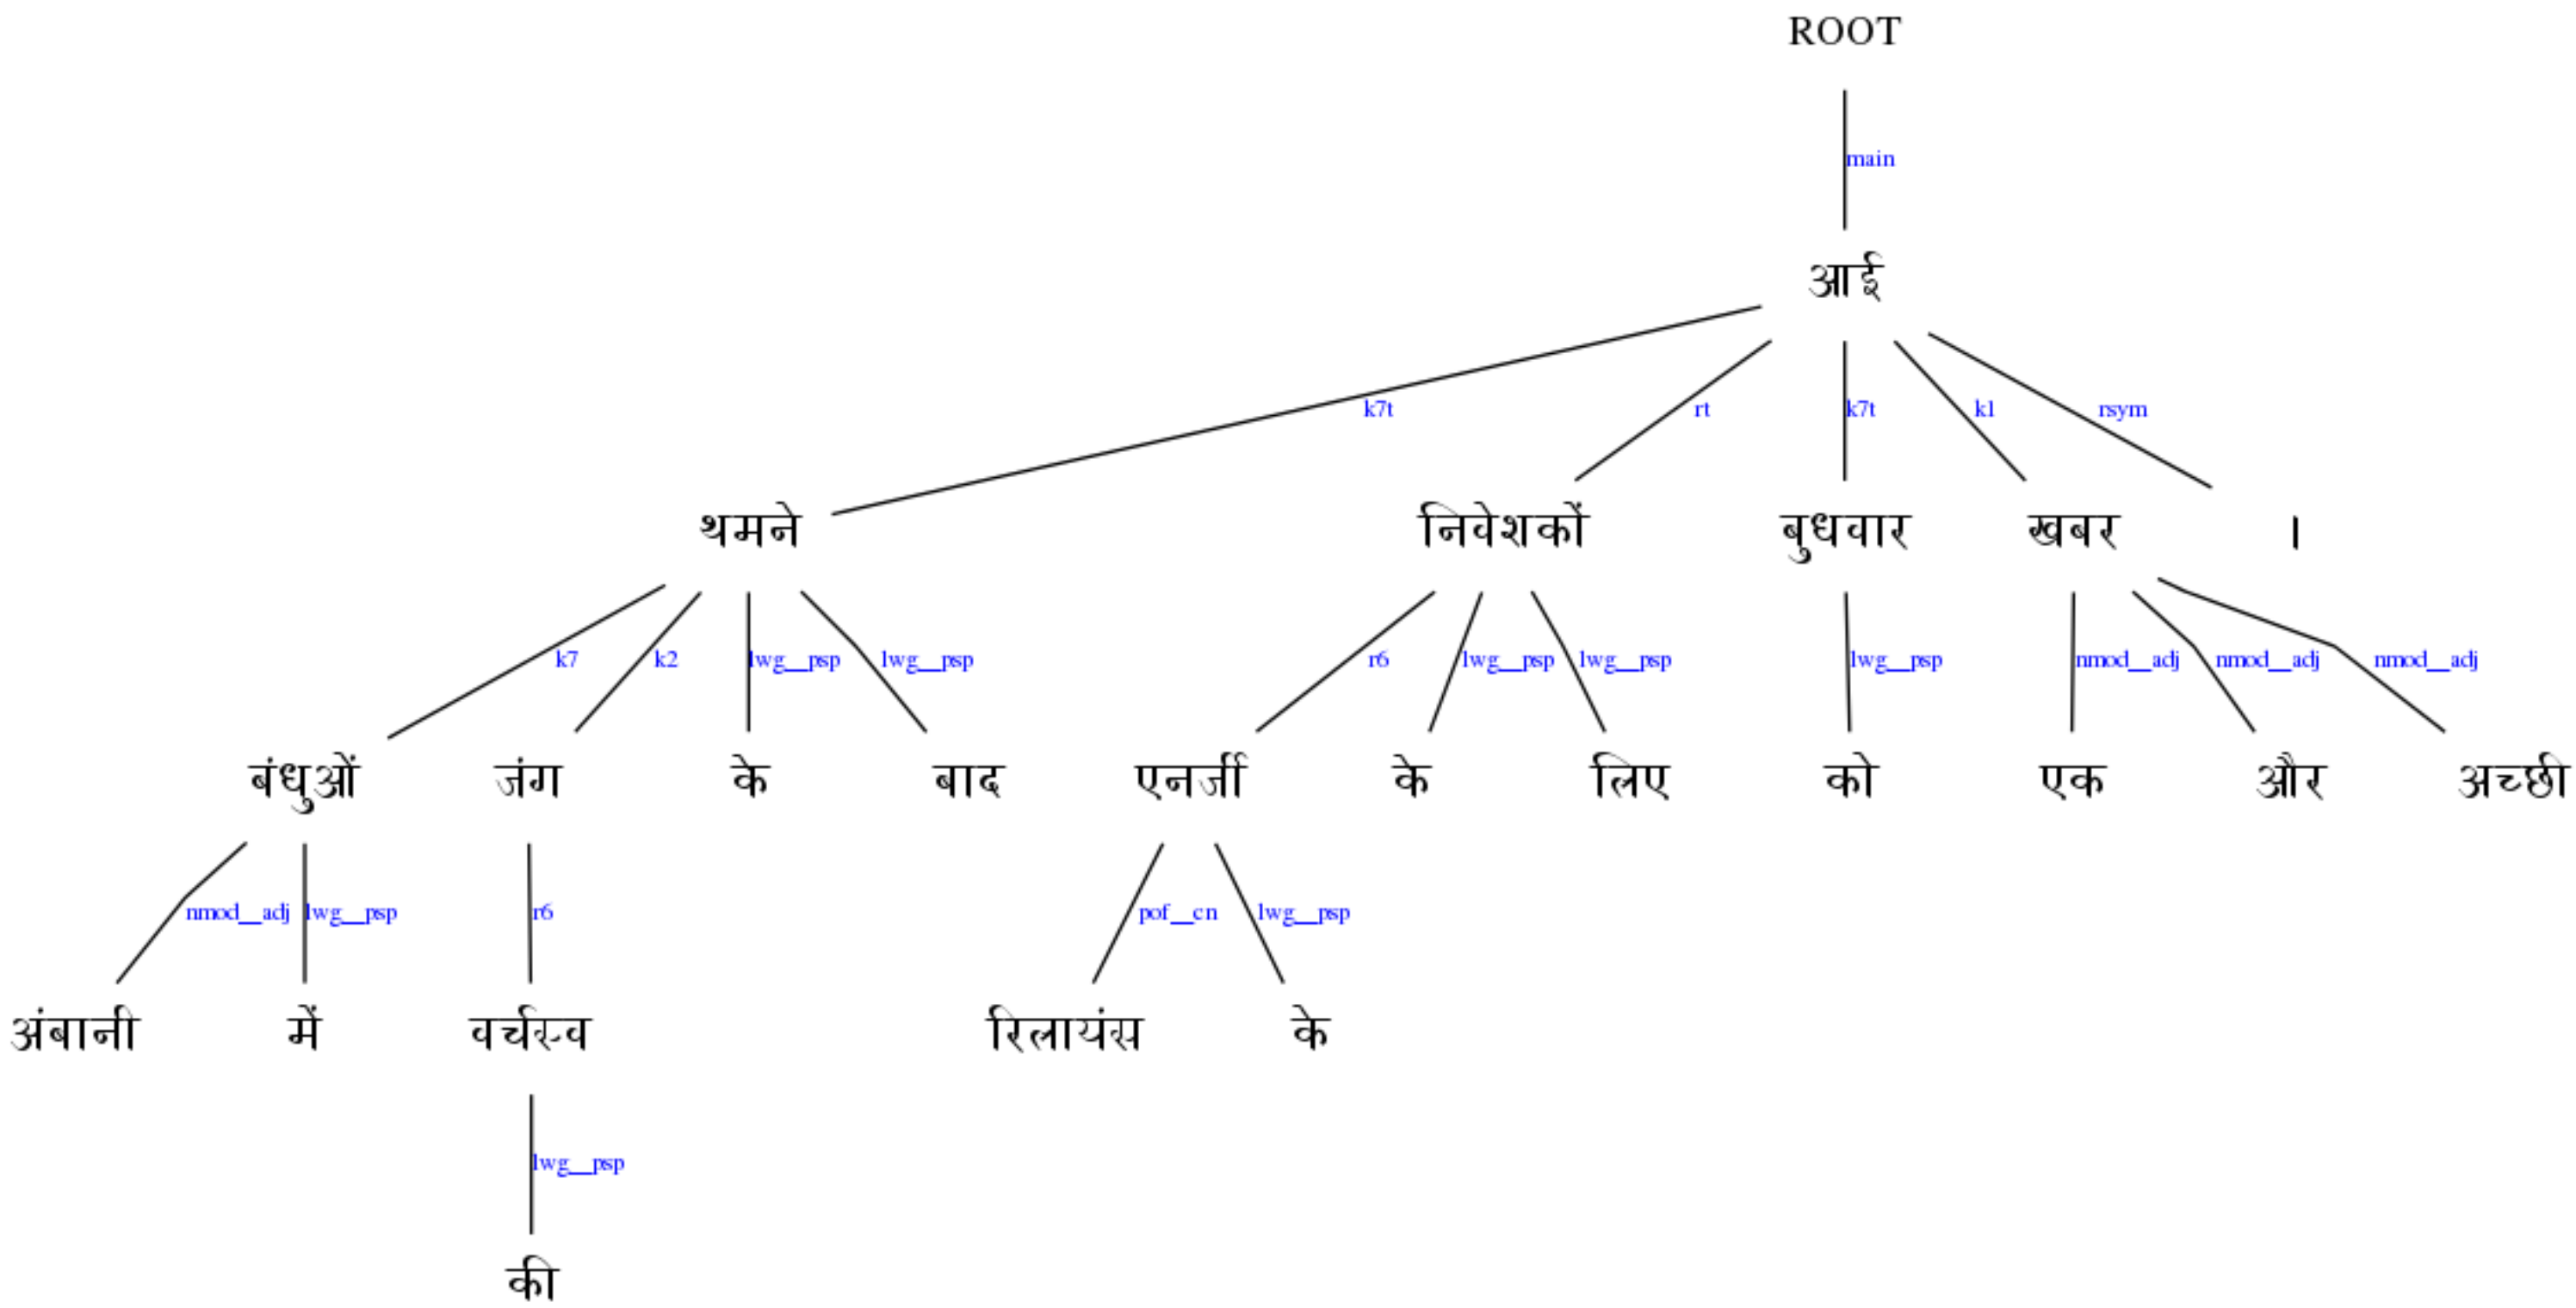 ROOT
main
आई
k7t rt k7t k1 rsym
थमने निवेशकों बुधवार खबर ।
k7 k2 lwg__psp lwg__psp r6 lwg__psp lwg__psp lwg__psp nmod__adj nmod__adj nmod__adj
बंधुओं जंग के बाद एनर्जी के लिए को एक और अच्छी
nmod__adj lwg__psp r6 pof__cn lwg__psp
अंबानी में वर्चस्व रिलायंस के
lwg__psp
की